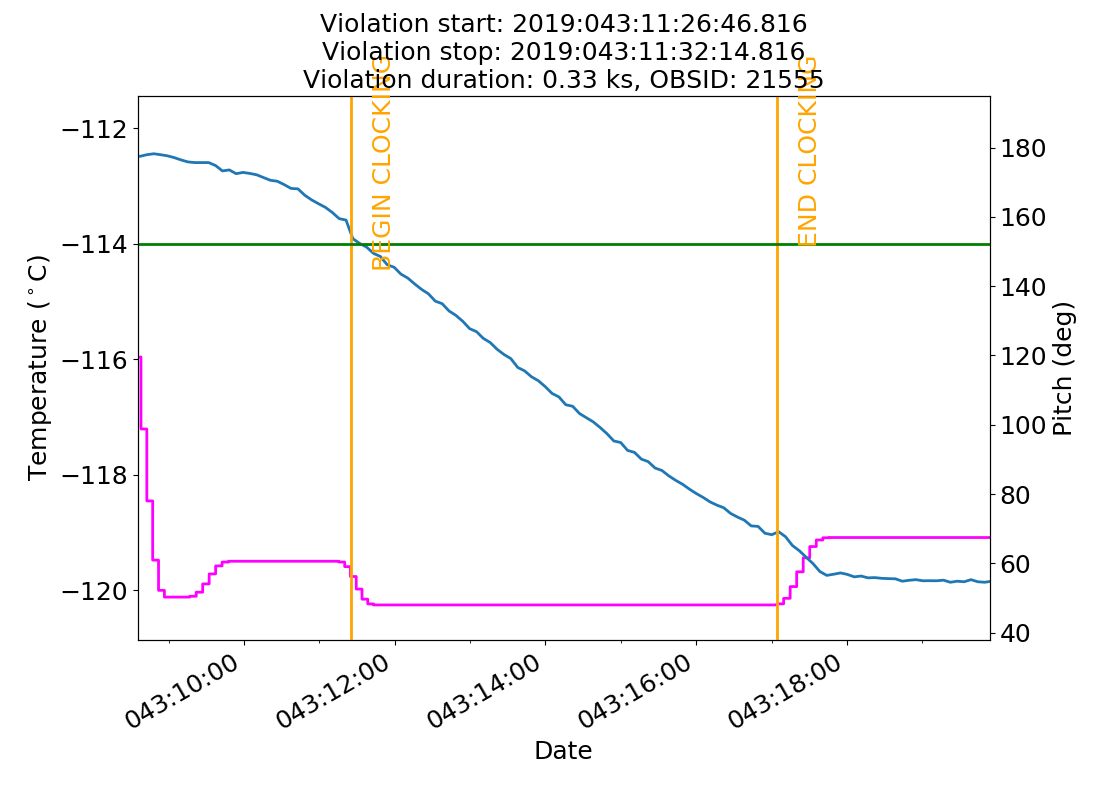 Violation start: 2019:043:11:26:46.816
Violation stop: 2019:043:11:32:14.816
Violation duration: 0.33 ks, OBSID: 21555
BEGIN CLOCKING
END CLOCKING
−112
−114
−116
−118
−120
Temperature (°C)
180
160
140
120
100
80
60
40
Pitch (deg)
043:10:00
043:12:00
043:14:00
043:16:00
043:18:00
Date